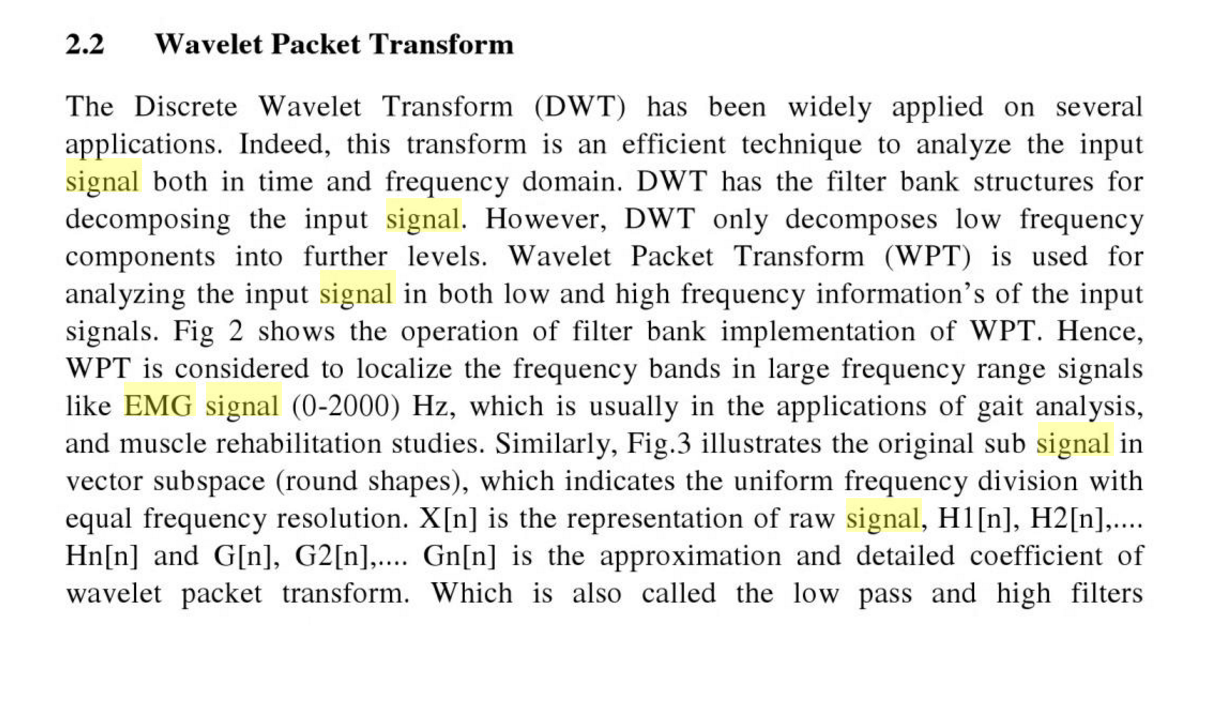 2.2 Wavelet Packet Transform
The Discrete Wavelet Transform (DWT) has been widely applied on several
applications. Indeed, this transform is an efficient technique to analyze the input
signal both in time and frequency domain. DWT has the filter bank structures for
decomposing the input signal. However, DWT only decomposes low frequency
components into further levels. Wavelet Packet Transform (WPT) is used for
analyzing the input signal in both low and high frequency information’s of the input
signals. Fig 2 shows the operation of filter bank implementation of WPT. Hence,
WPT is considered to localize the frequency bands in large frequency range signals
like EMG signal (0-2000) Hz, which is usually in the applications of gait analysis,
and muscle rehabilitation studies. Similarly, Fig.3 illustrates the original sub signal in
vector subspace (round shapes), which indicates the uniform frequency division with
equal frequency resolution. X[n] is the representation of raw signal, H1[n], H2[n],....
Hn[n] and G[n], G2[n],.... Gn[n] is the approximation and detailed coefficient of
wavelet packet transform. Which is also called the low pass and high filters